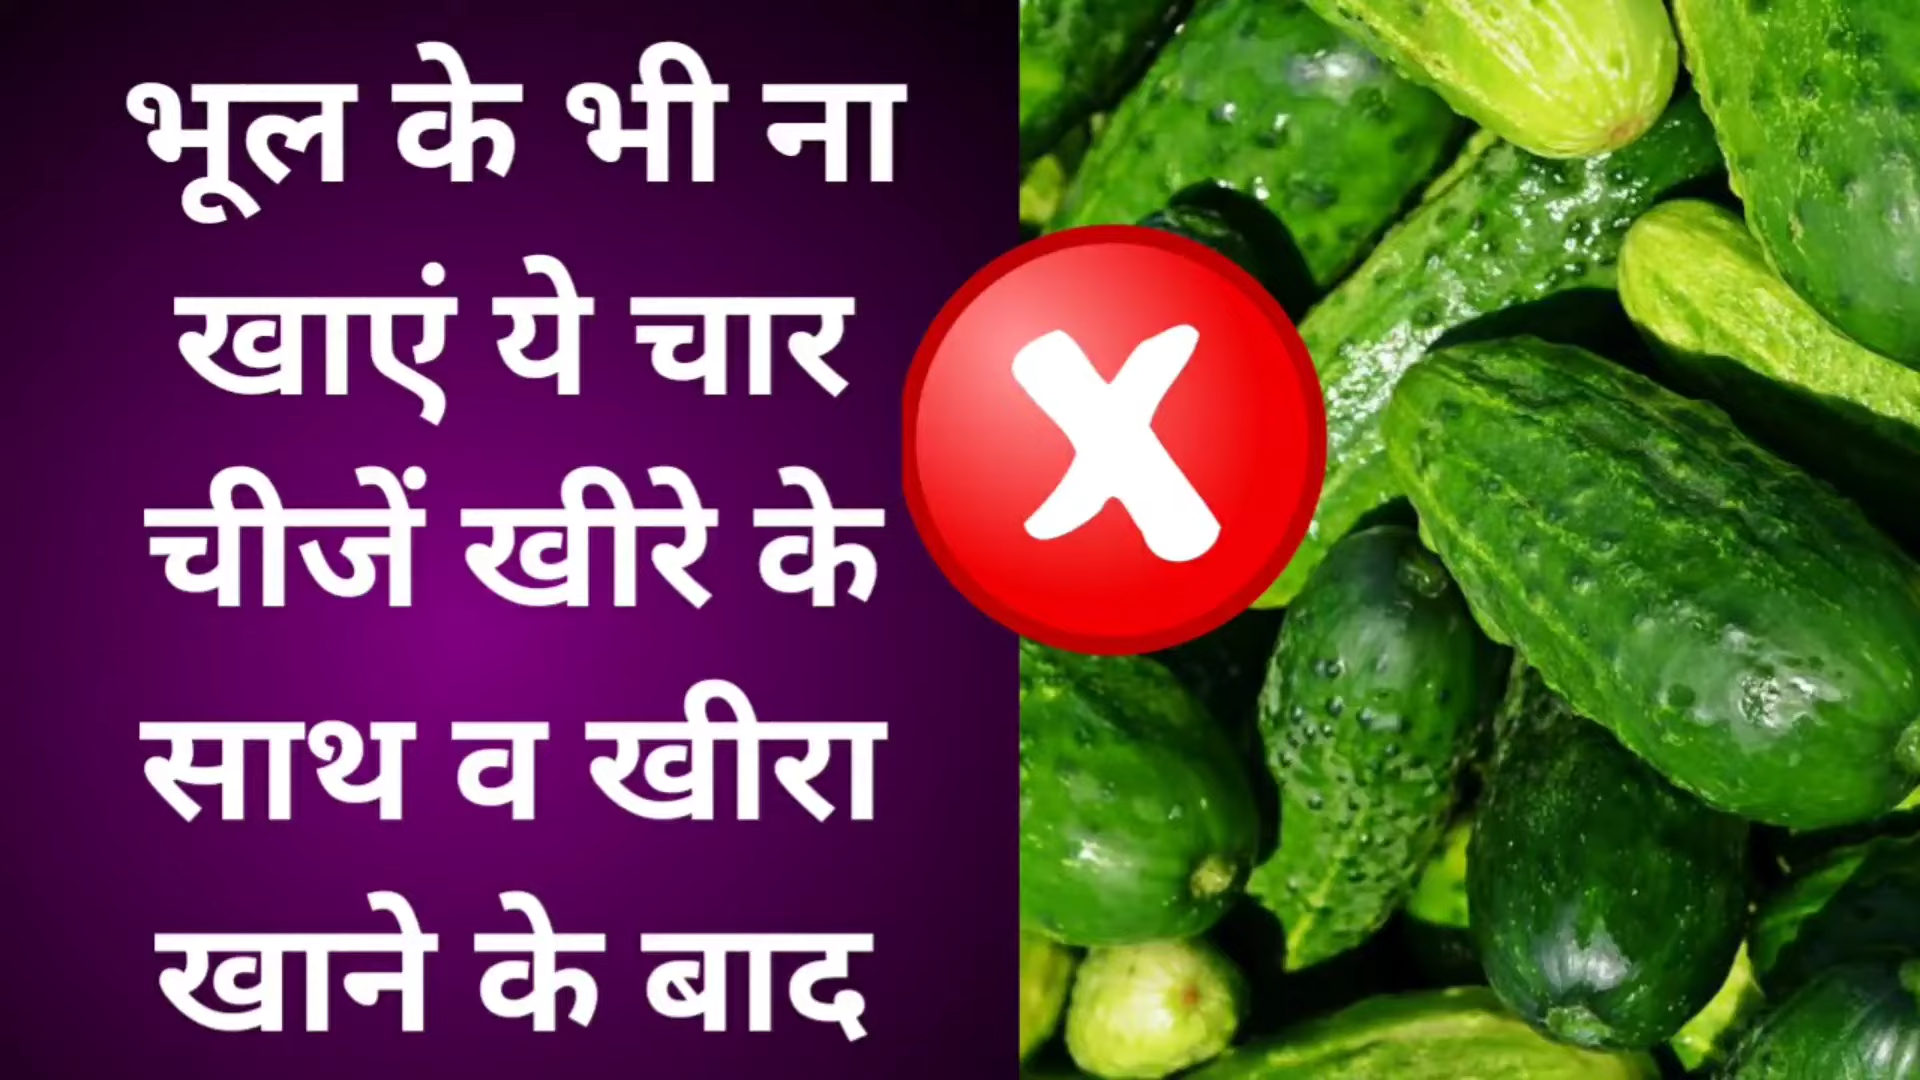 भूल के भी ना
खाएं ये चार
चीजें खीरे के
साथ व खीरा
खाने के बाद